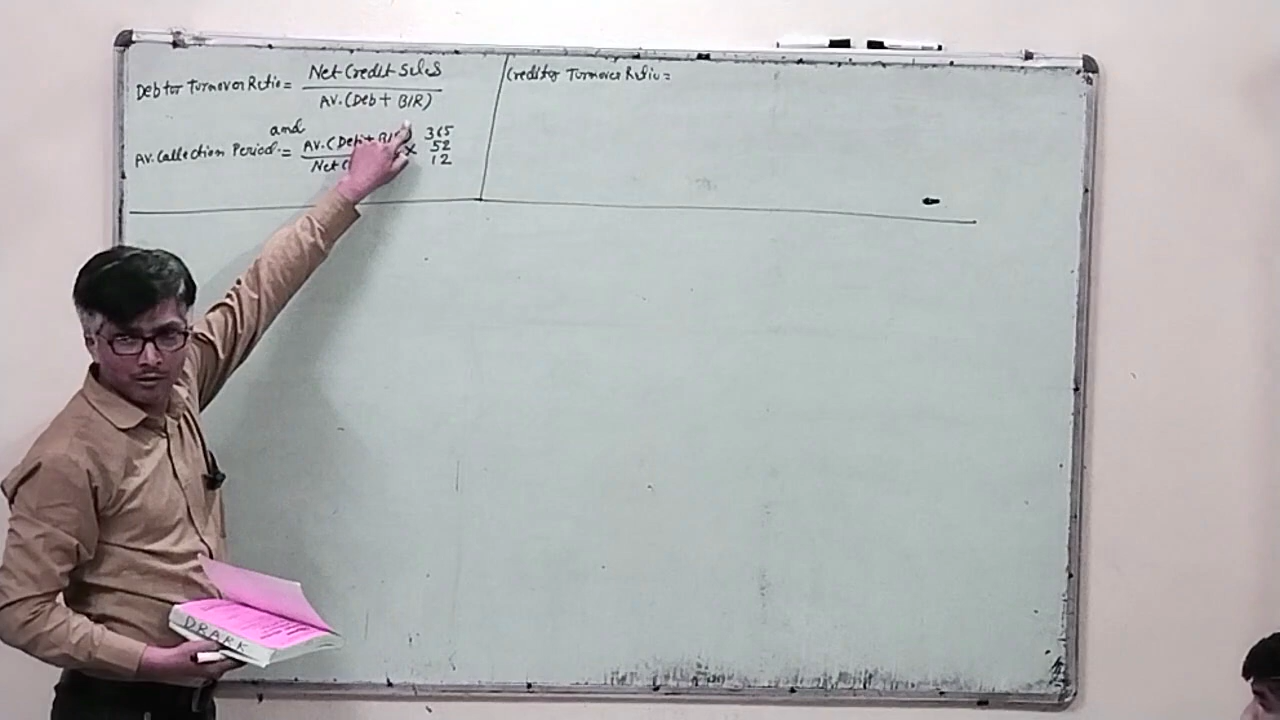 Debtor Turnover Ratio = Net Credit Sales
Av. (Deb + B/R)
and
Av. Collection Period = Av. (Deb + B/R) × 365
52
12
Net
Creditor Turnover Ratio =
DRARK